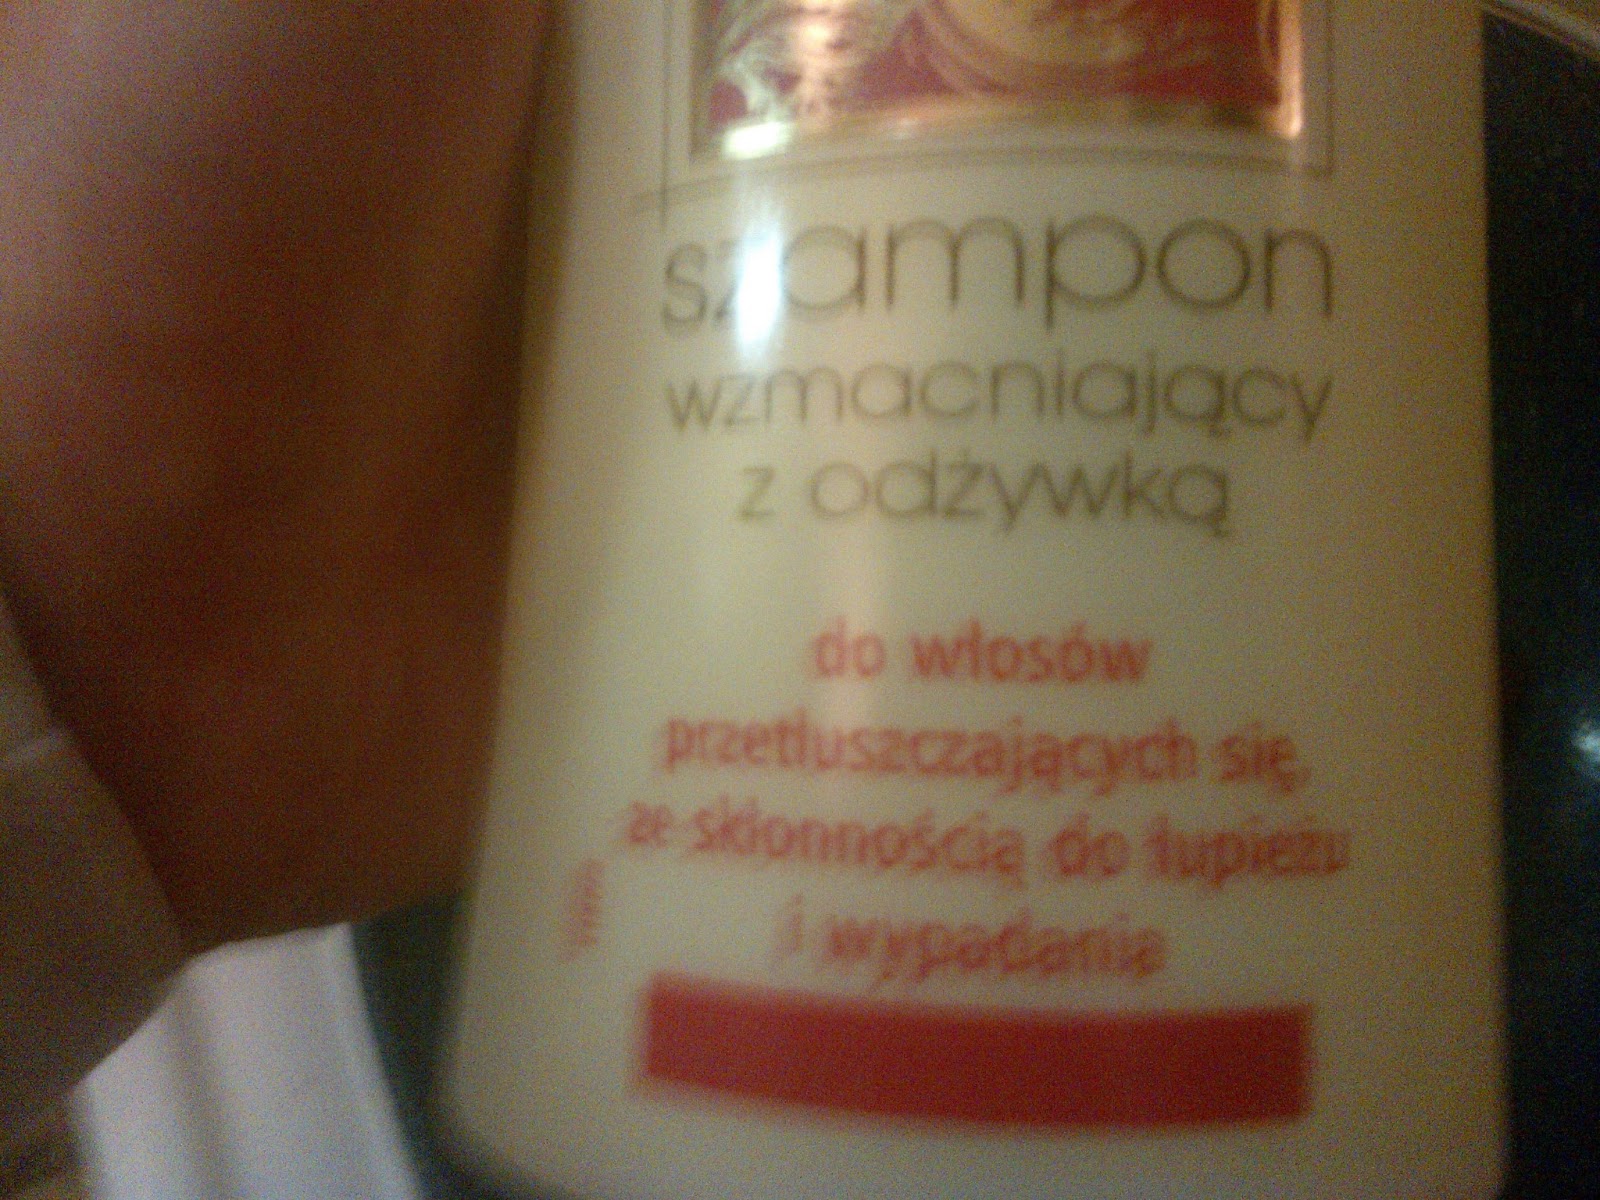 szampon
wzmacniający
z odżywką
do włosów
przetłuszczających się,
ze skłonnością do łupieżu
i wypadania